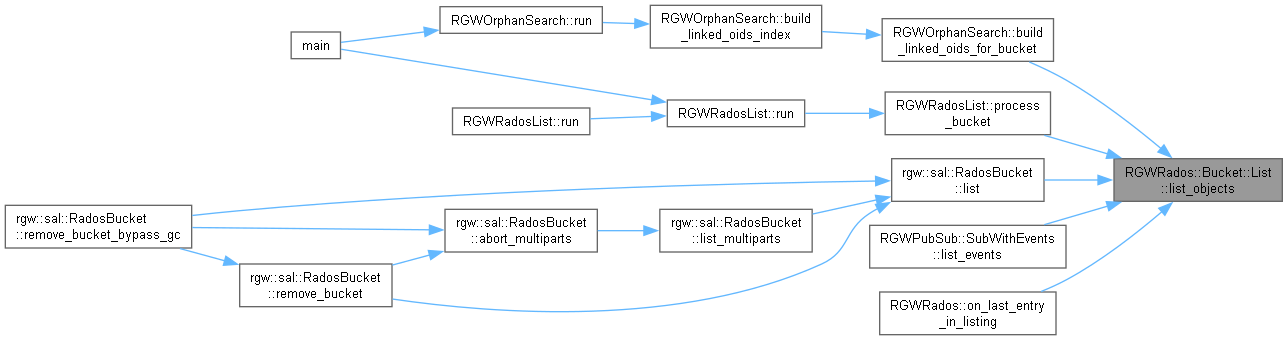 RGWOrphanSearch::run
RGWOrphanSearch::build
_linked_oids_index
RGWOrphanSearch::build
_linked_oids_for_bucket
main
RGWRadosList::run
RGWRadosList::run
RGWRadosList::process
_bucket
RGWRados::Bucket::List
::list_objects
rgw::sal::RadosBucket
::list
rgw::sal::RadosBucket
::remove_bucket_bypass_gc
rgw::sal::RadosBucket
::abort_multiparts
rgw::sal::RadosBucket
::list_multiparts
RGWPubSub::SubWithEvents
::list_events
rgw::sal::RadosBucket
::remove_bucket
RGWRados::on_last_entry
_in_listing